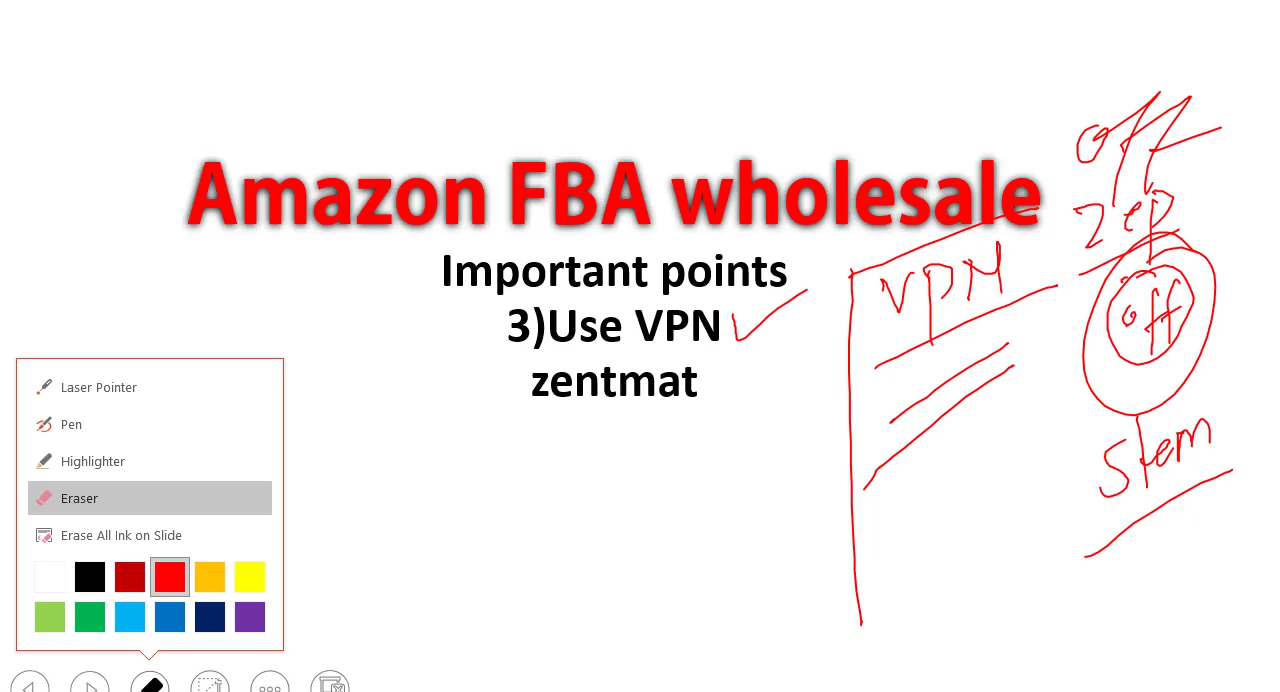 Amazon FBA wholesale
Important points
3)Use VPN
zentmat
VPN
off
off
Laser Pointer
Pen
Highlighter
Eraser
Erase All Ink on Slide